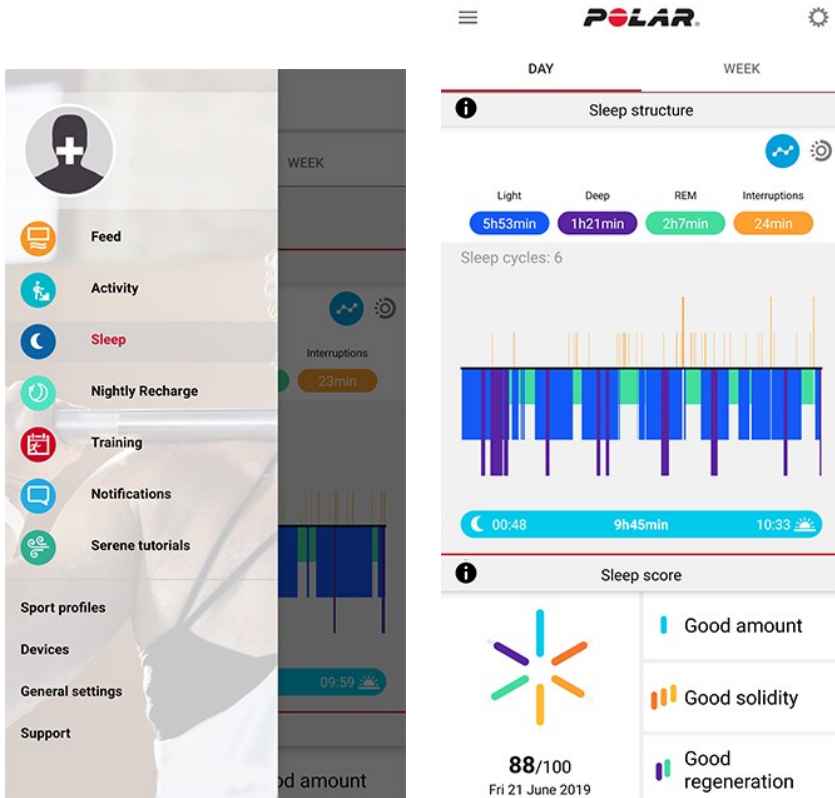 WEEK
Feed
Activity
Sleep
Interruptions
23min
Nightly Recharge
Training
Notifications
Serene tutorials
Sport profiles
Devices
General settings
09:59
Support
amount
POLAR
DAY WEEK
Sleep structure
Light Deep REM Interruptions
5h53min 1h21min 2h7min 24min
Sleep cycles: 6
00:48 9h45min 10:33
Sleep score
Good amount
Good solidity
88/100
Fri 21 June 2019
Good
regeneration